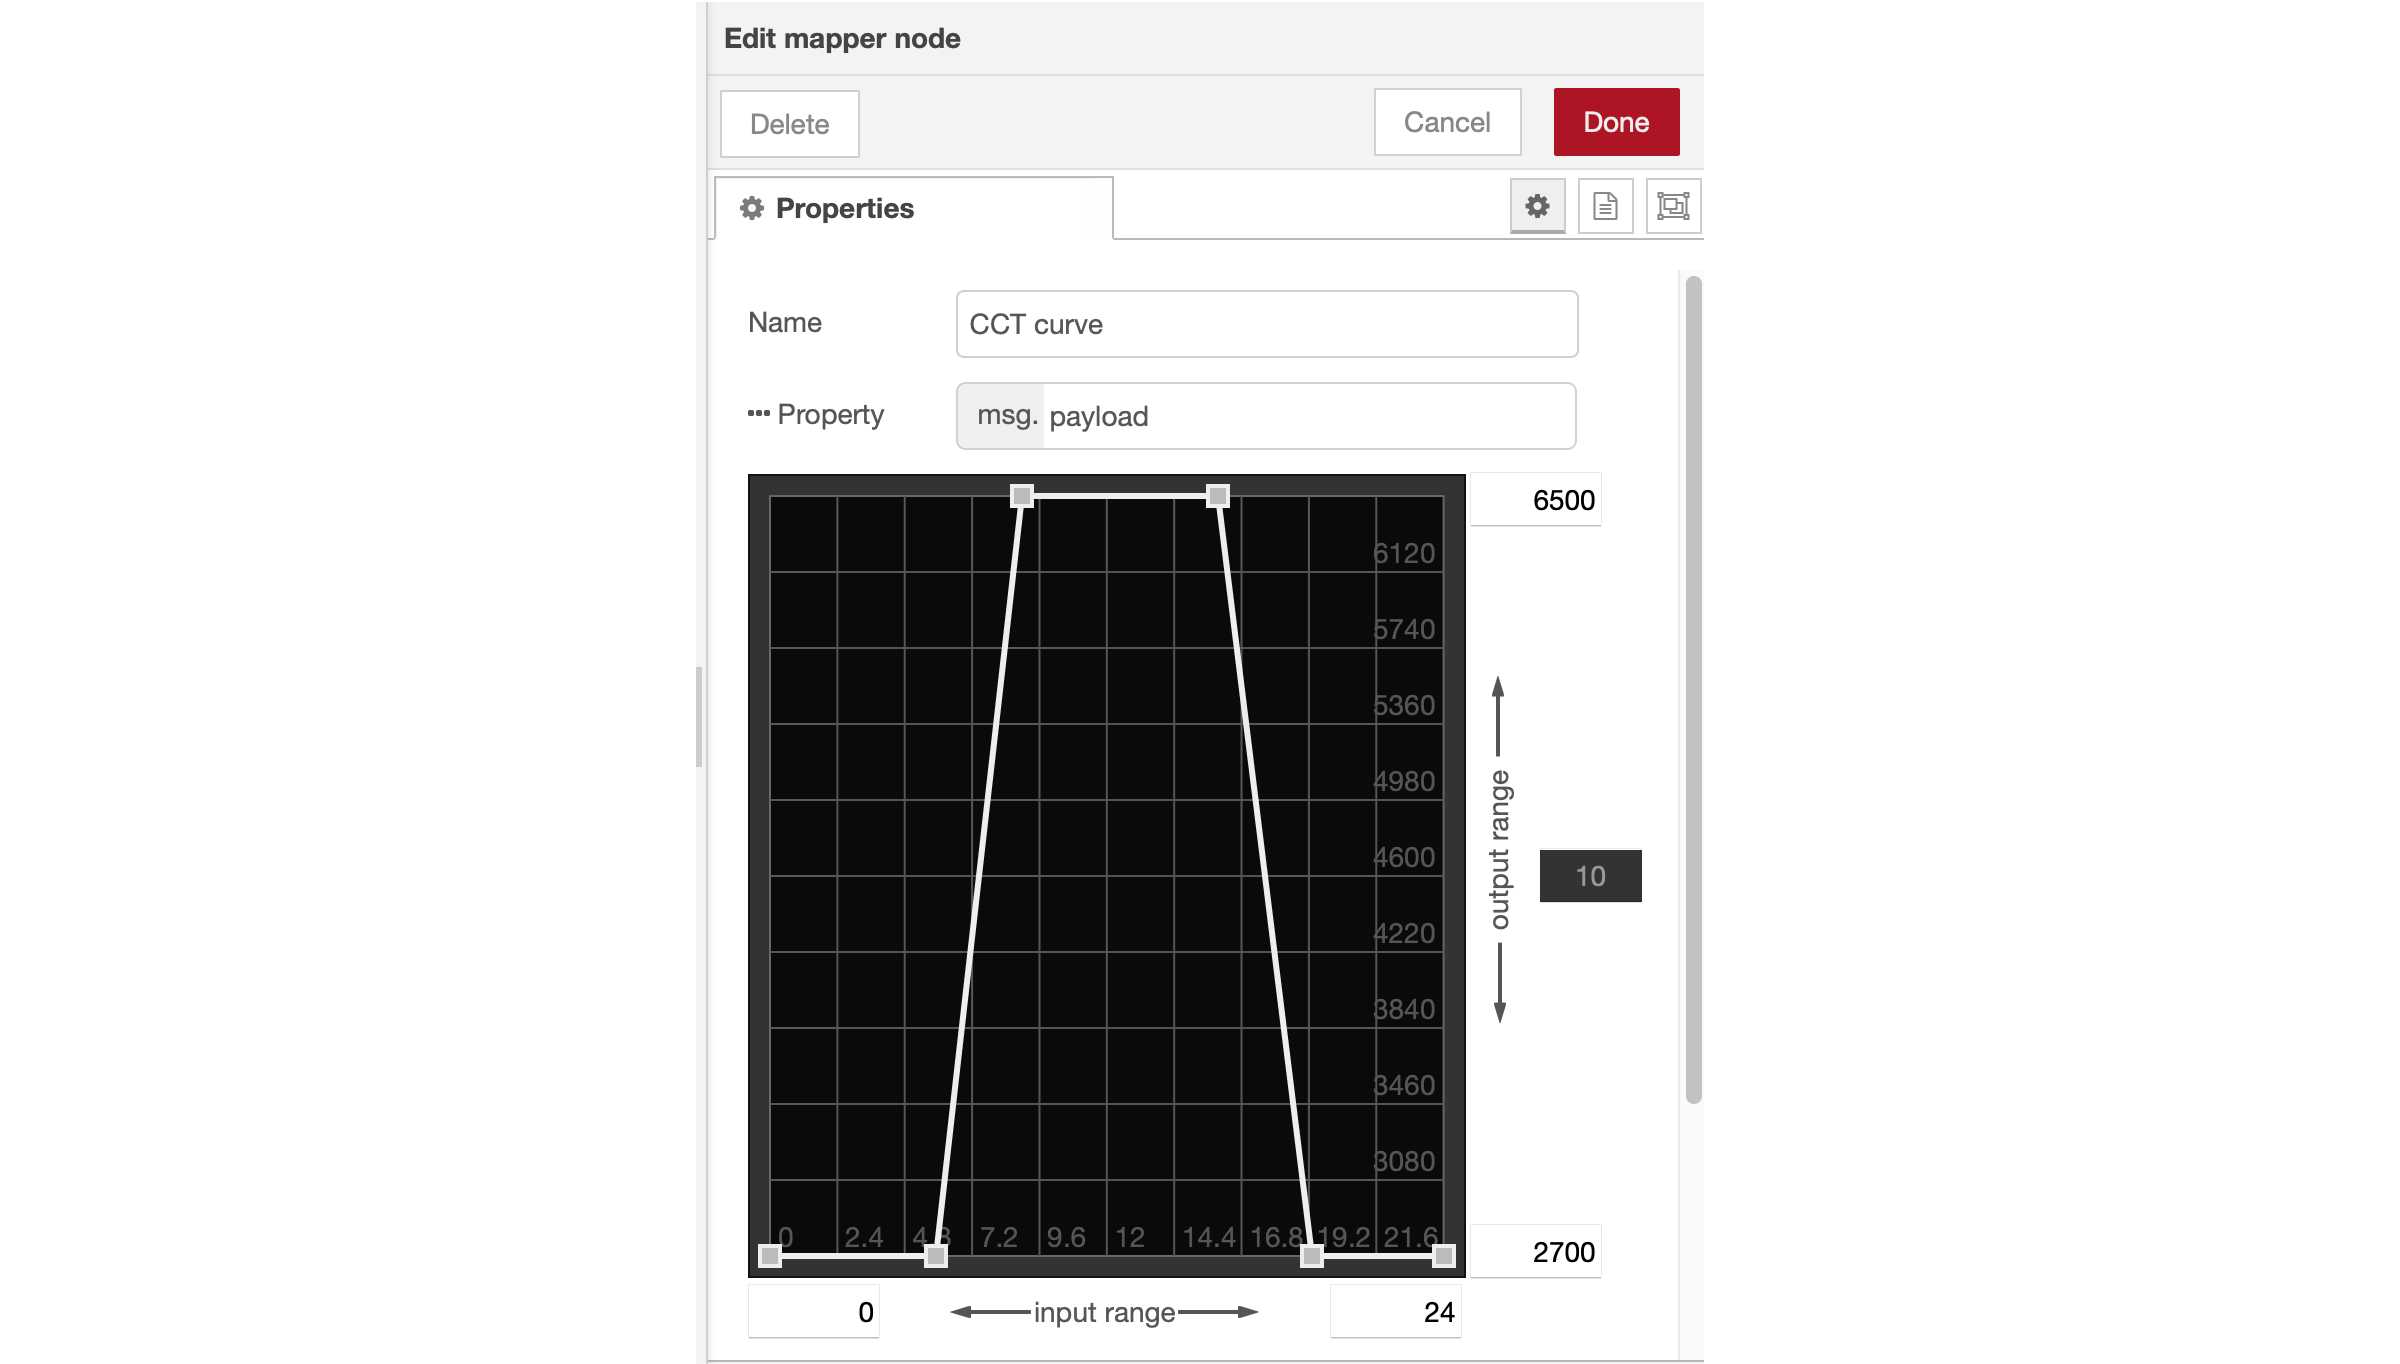 Edit mapper node
Delete
Cancel
Done
Properties
Name
CCT curve
Property
msg. payload
6500
6120
5740
5360
4980
4600
4220
3840
3460
3080
output range
10
0 2.4 4.8 7.2 9.6 12 14.4 16.8 19.2 21.6
2700
0
input range
24